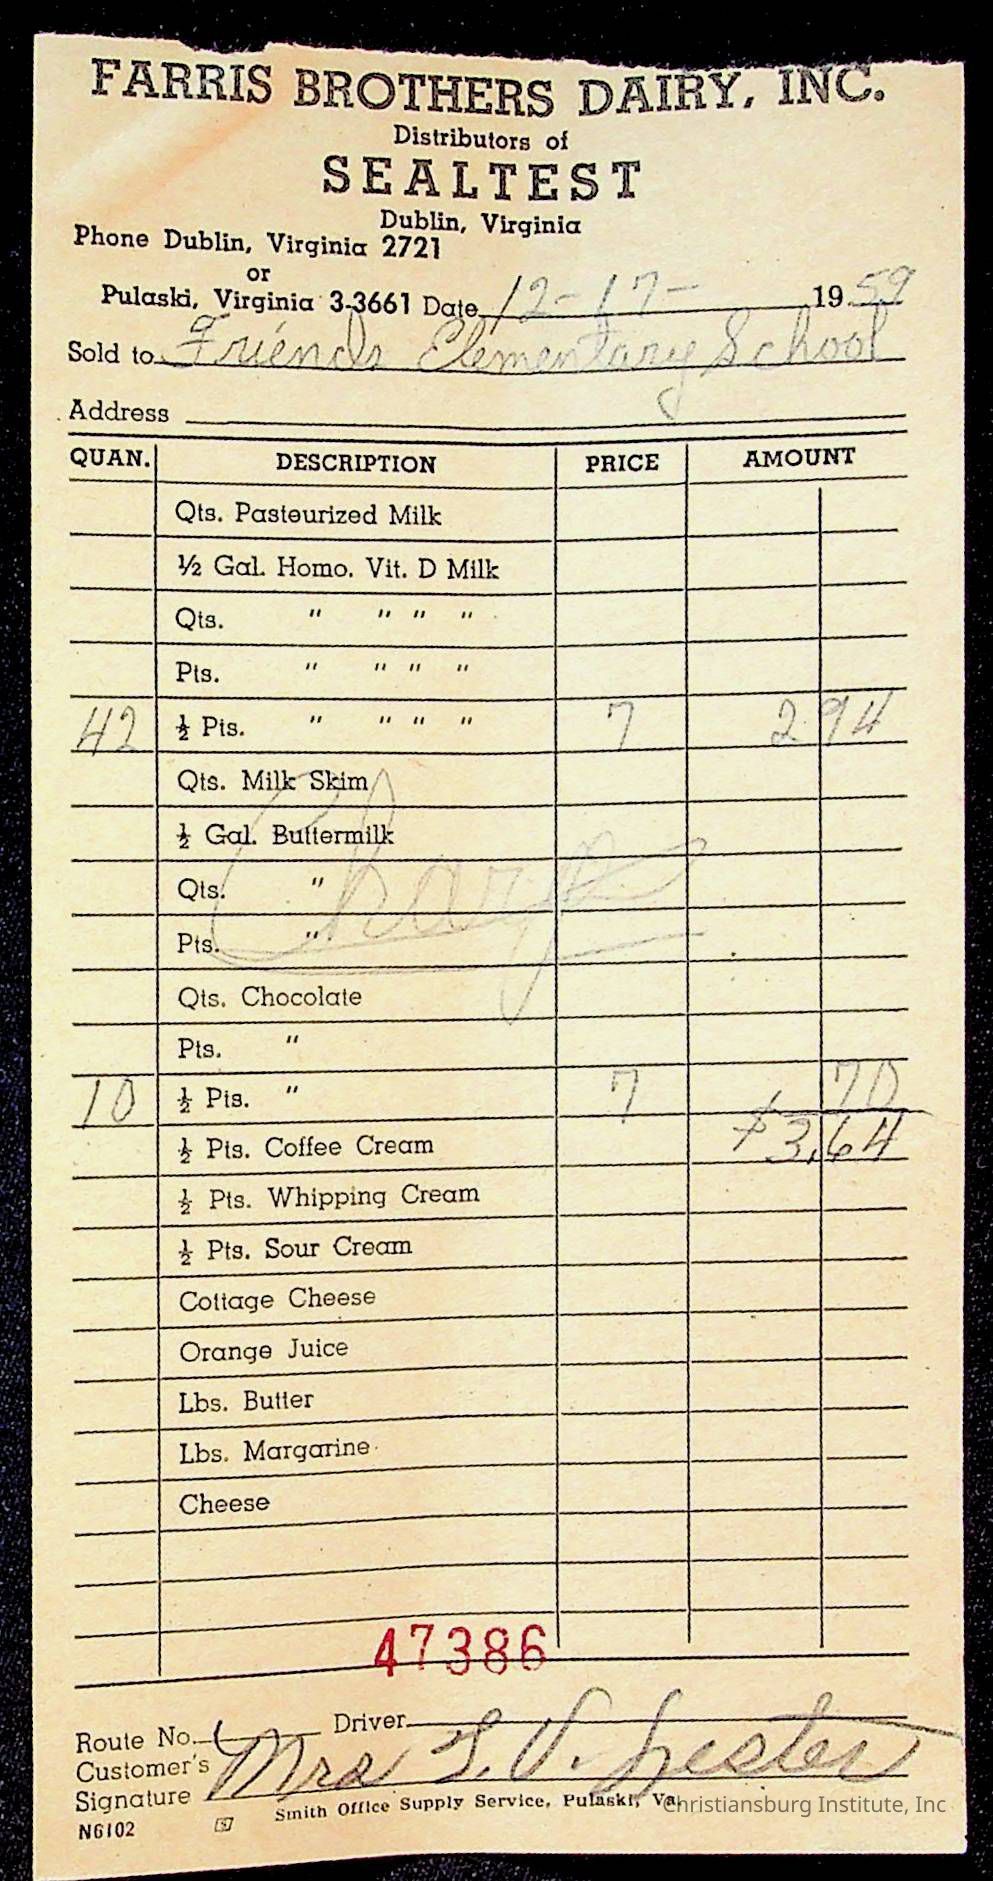 FARRIS BROTHERS DAIRY, INC.
Distributors of
SEALTEST
Dublin, Virginia
Phone Dublin, Virginia 2721
or
Pulaski, Virginia 3-3661 Date 12-17- 1959
Sold to Friends Elementary School
Address
QUAN. DESCRIPTION PRICE AMOUNT
Qts. Pasteurized Milk
½ Gal. Homo. Vit. D Milk
Qts. " " " "
Pts. " " " "
42 ½ Pts. " " " " 7 2 94
Qts. Milk Skim
½ Gal. Buttermilk
Charge
Qts. "
Pts. "
Qts. Chocolate
Pts. "
10 ½ Pts. " 7 70
½ Pts. Coffee Cream $3.64
½ Pts. Whipping Cream
½ Pts. Sour Cream
Cottage Cheese
Orange Juice
Lbs. Butter
Lbs. Margarine
Cheese
47386
Route No. Driver
Customer's
Signature Mrs. L. V. Lester
Smith Office Supply Service, Pulaski, Va.
N6102
Christiansburg Institute, Inc